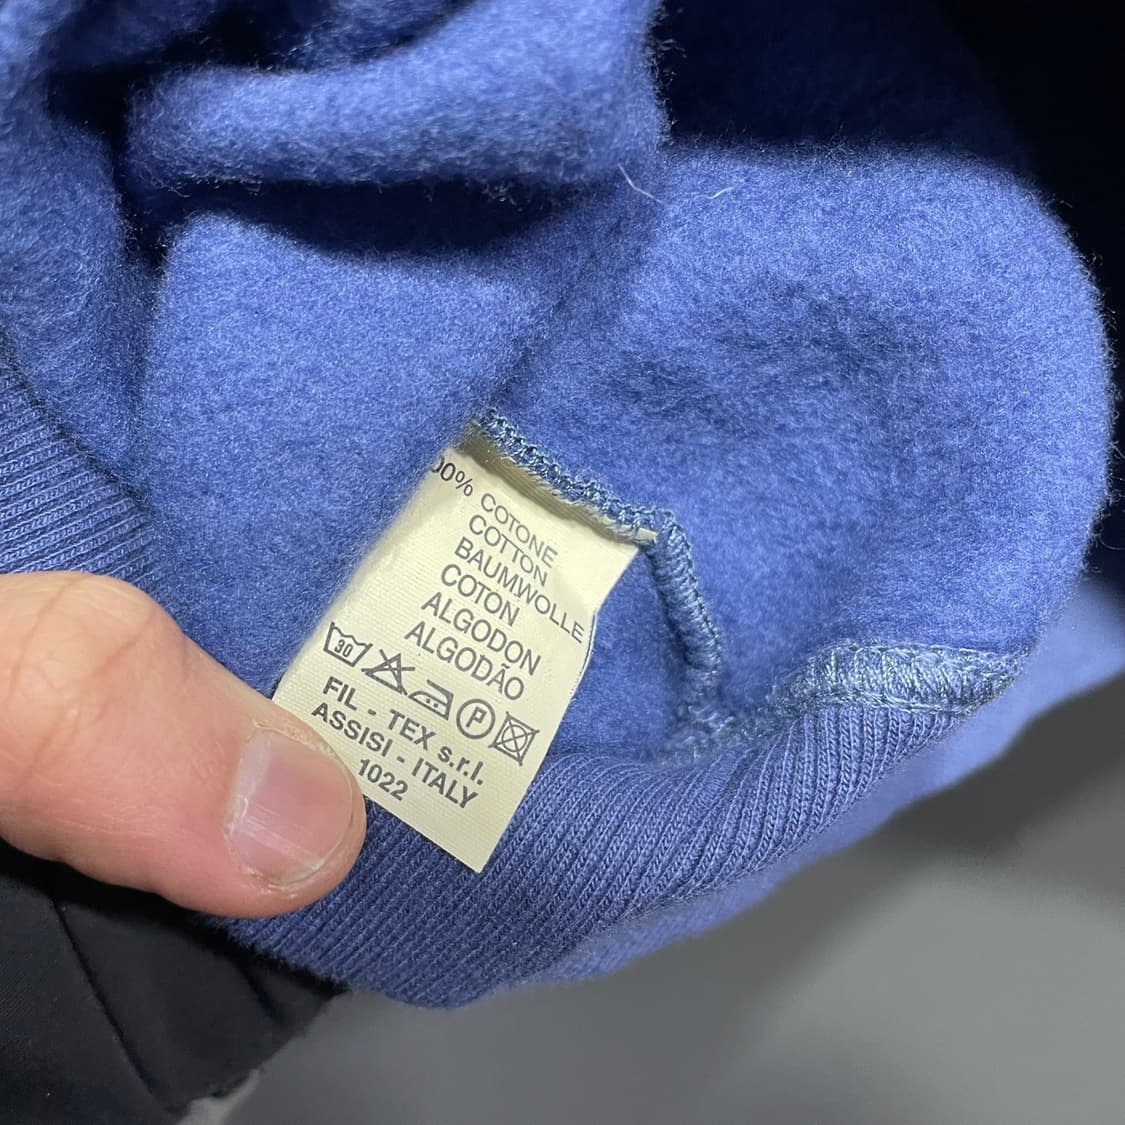 00% COTONE
COTTON
BAUMWOLLE
COTON
ALGODON
ALGODÃO
30 P
FIL - TEX s.r.l.
ASSISI - ITALY
1022